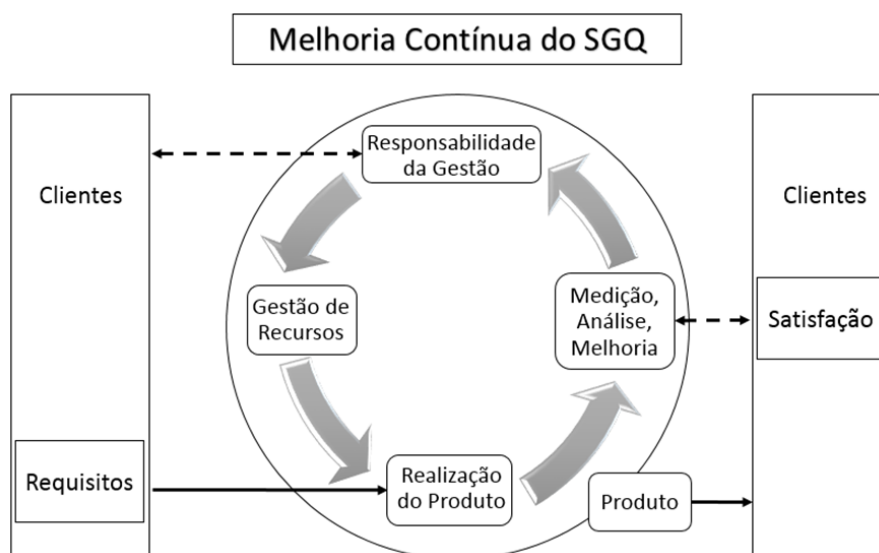 Melhoria Contínua do SGQ
Clientes
Requisitos
Responsabilidade
da Gestão
Gestão de
Recursos
Realização
do Produto
Medição,
Análise,
Melhoria
Produto
Clientes
Satisfação